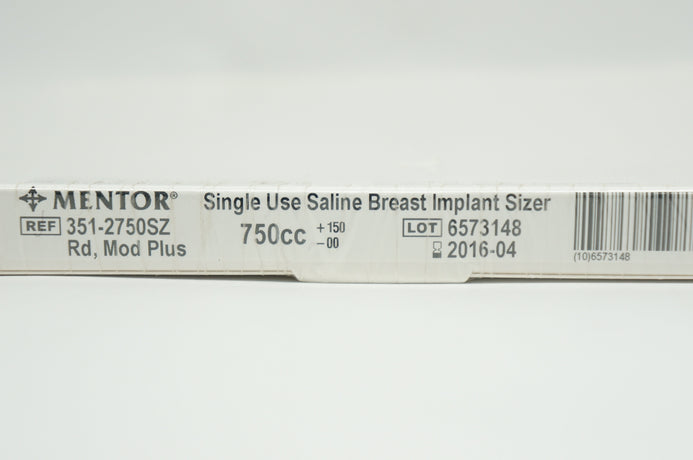 MENTOR® Single Use Saline Breast Implant Sizer
REF 351-2750SZ 750cc +150 -00 LOT 6573148
Rd, Mod Plus 2016-04
(10)6573148